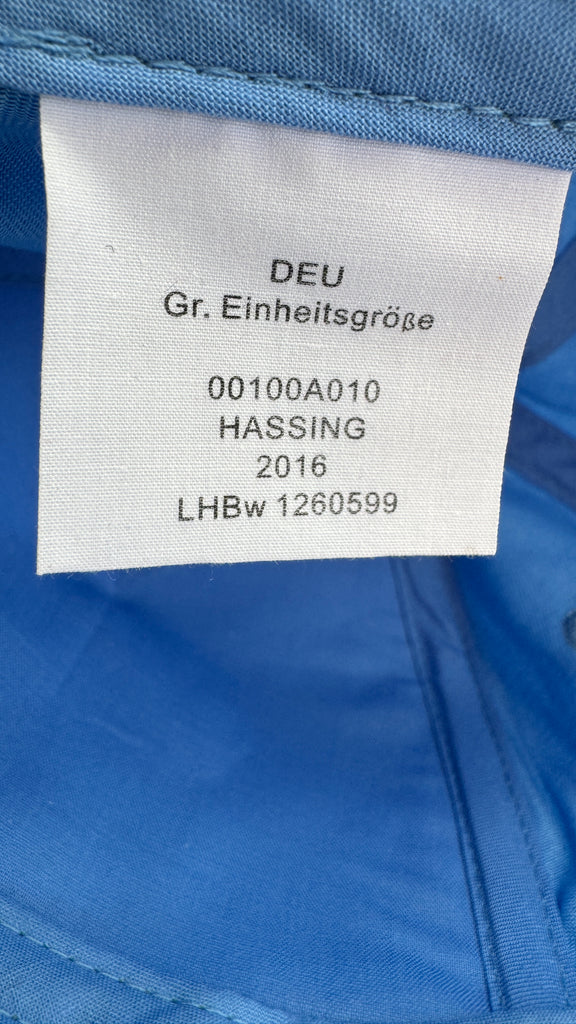 DEU
Gr. Einheitsgröße
00100A010
HASSING
2016
LHBw 1260599